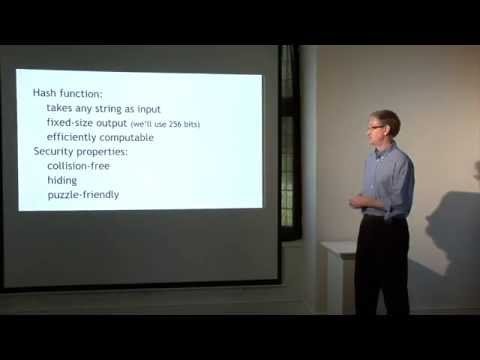 Hash function:
takes any string as input
fixed-size output (we'll use 256 bits)
efficiently computable
Security properties:
collision-free
hiding
puzzle-friendly